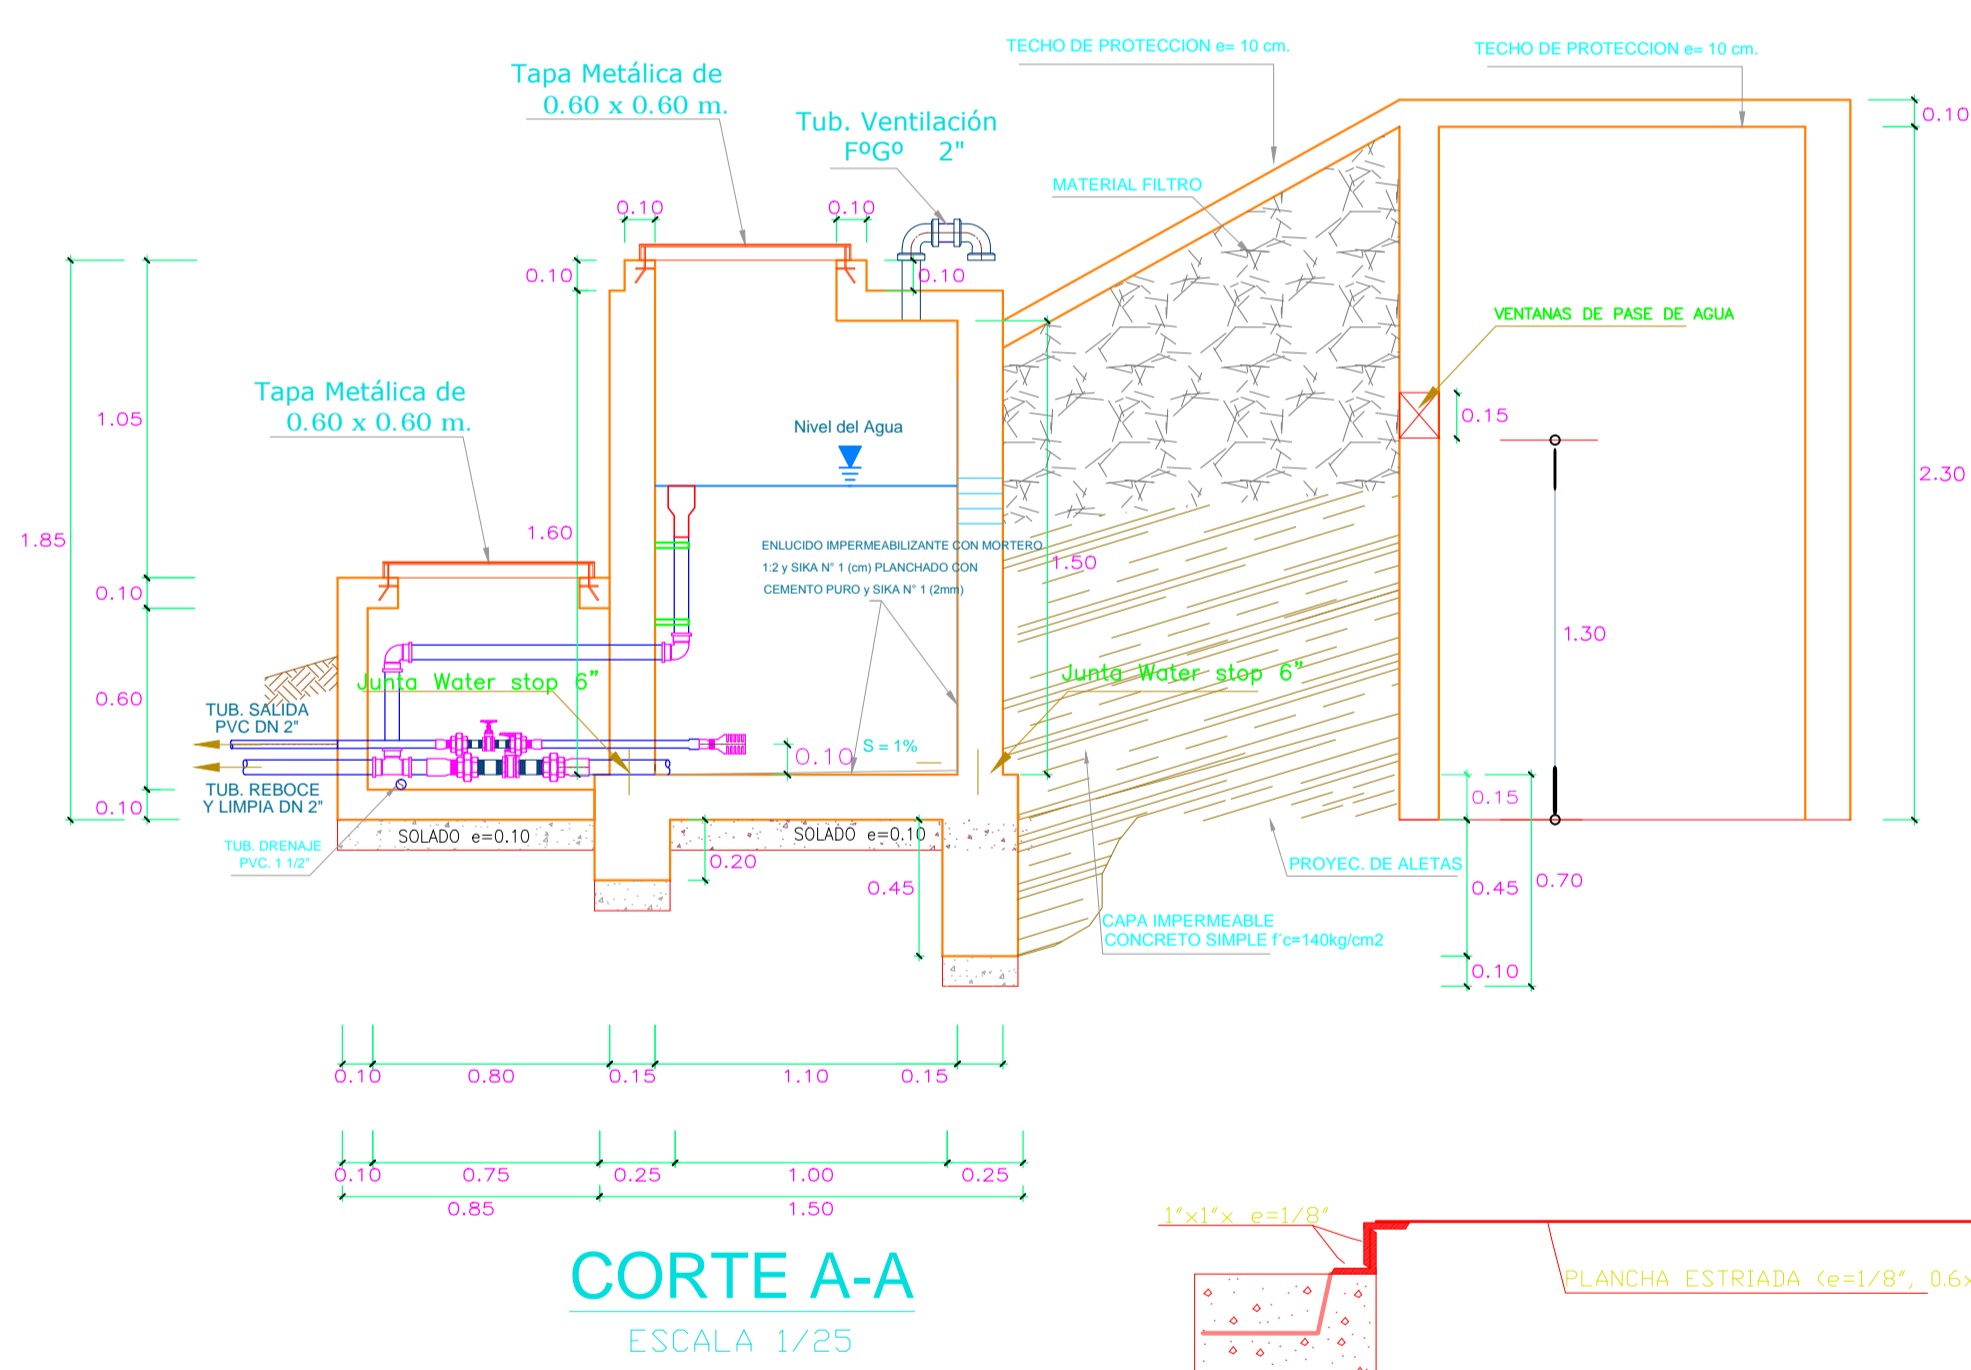 TECHO DE PROTECCION e= 10 cm.
TECHO DE PROTECCION e= 10 cm.
Tapa Metálica de
0.60 x 0.60 m.
Tub. Ventilación
FºGº 2"
0.10
MATERIAL FILTRO
0.10
0.10
0.10
0.10
VENTANAS DE PASE DE AGUA
Tapa Metálica de
0.60 x 0.60 m.
1.05
Nivel del Agua
0.15
2.30
1.85
1.60
ENLUCIDO IMPERMEABILIZANTE CON MORTERO
1:2 y SIKA N° 1 (cm) PLANCHADO CON
CEMENTO PURO y SIKA N° 1 (2mm)
1.50
0.10
1.30
Junta Water stop 6"
Junta Water stop 6"
0.60
TUB. SALIDA
PVC DN 2"
0.10
S = 1%
TUB. REBOCE
Y LIMPIA DN 2"
0.10
0.15
SOLADO e=0.10
SOLADO e=0.10
TUB. DRENAJE
PVC. 1 1/2"
0.20
PROYEC. DE ALETAS
0.45
0.45
0.70
CAPA IMPERMEABLE
CONCRETO SIMPLE f´c=140kg/cm2
0.10
0.10
0.80
0.15
1.10
0.15
0.10
0.75
0.25
1.00
0.25
0.85
1.50
CORTE A-A
ESCALA 1/25
1"x1"x e=1/8"
PLANCHA ESTRIADA (e=1/8", 0.6x